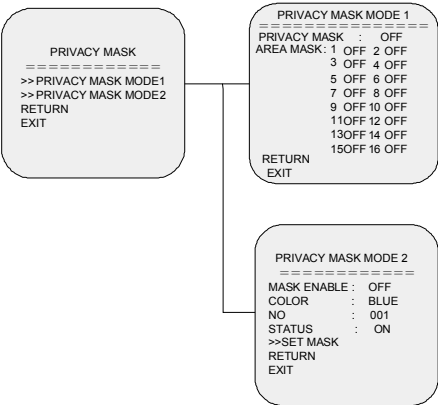 PRIVACY MASK
===========
>>PRIVACY MASK MODE1
>>PRIVACY MASK MODE2
RETURN
EXIT
PRIVACY MASK MODE 1
===============
PRIVACY MASK : OFF
AREA MASK: 1 OFF 2 OFF
3 OFF 4 OFF
5 OFF 6 OFF
7 OFF 8 OFF
9 OFF 10 OFF
11OFF 12 OFF
13OFF 14 OFF
15OFF 16 OFF
RETURN
EXIT
PRIVACY MASK MODE 2
=============
MASK ENABLE : OFF
COLOR : BLUE
NO : 001
STATUS : ON
>>SET MASK
RETURN
EXIT